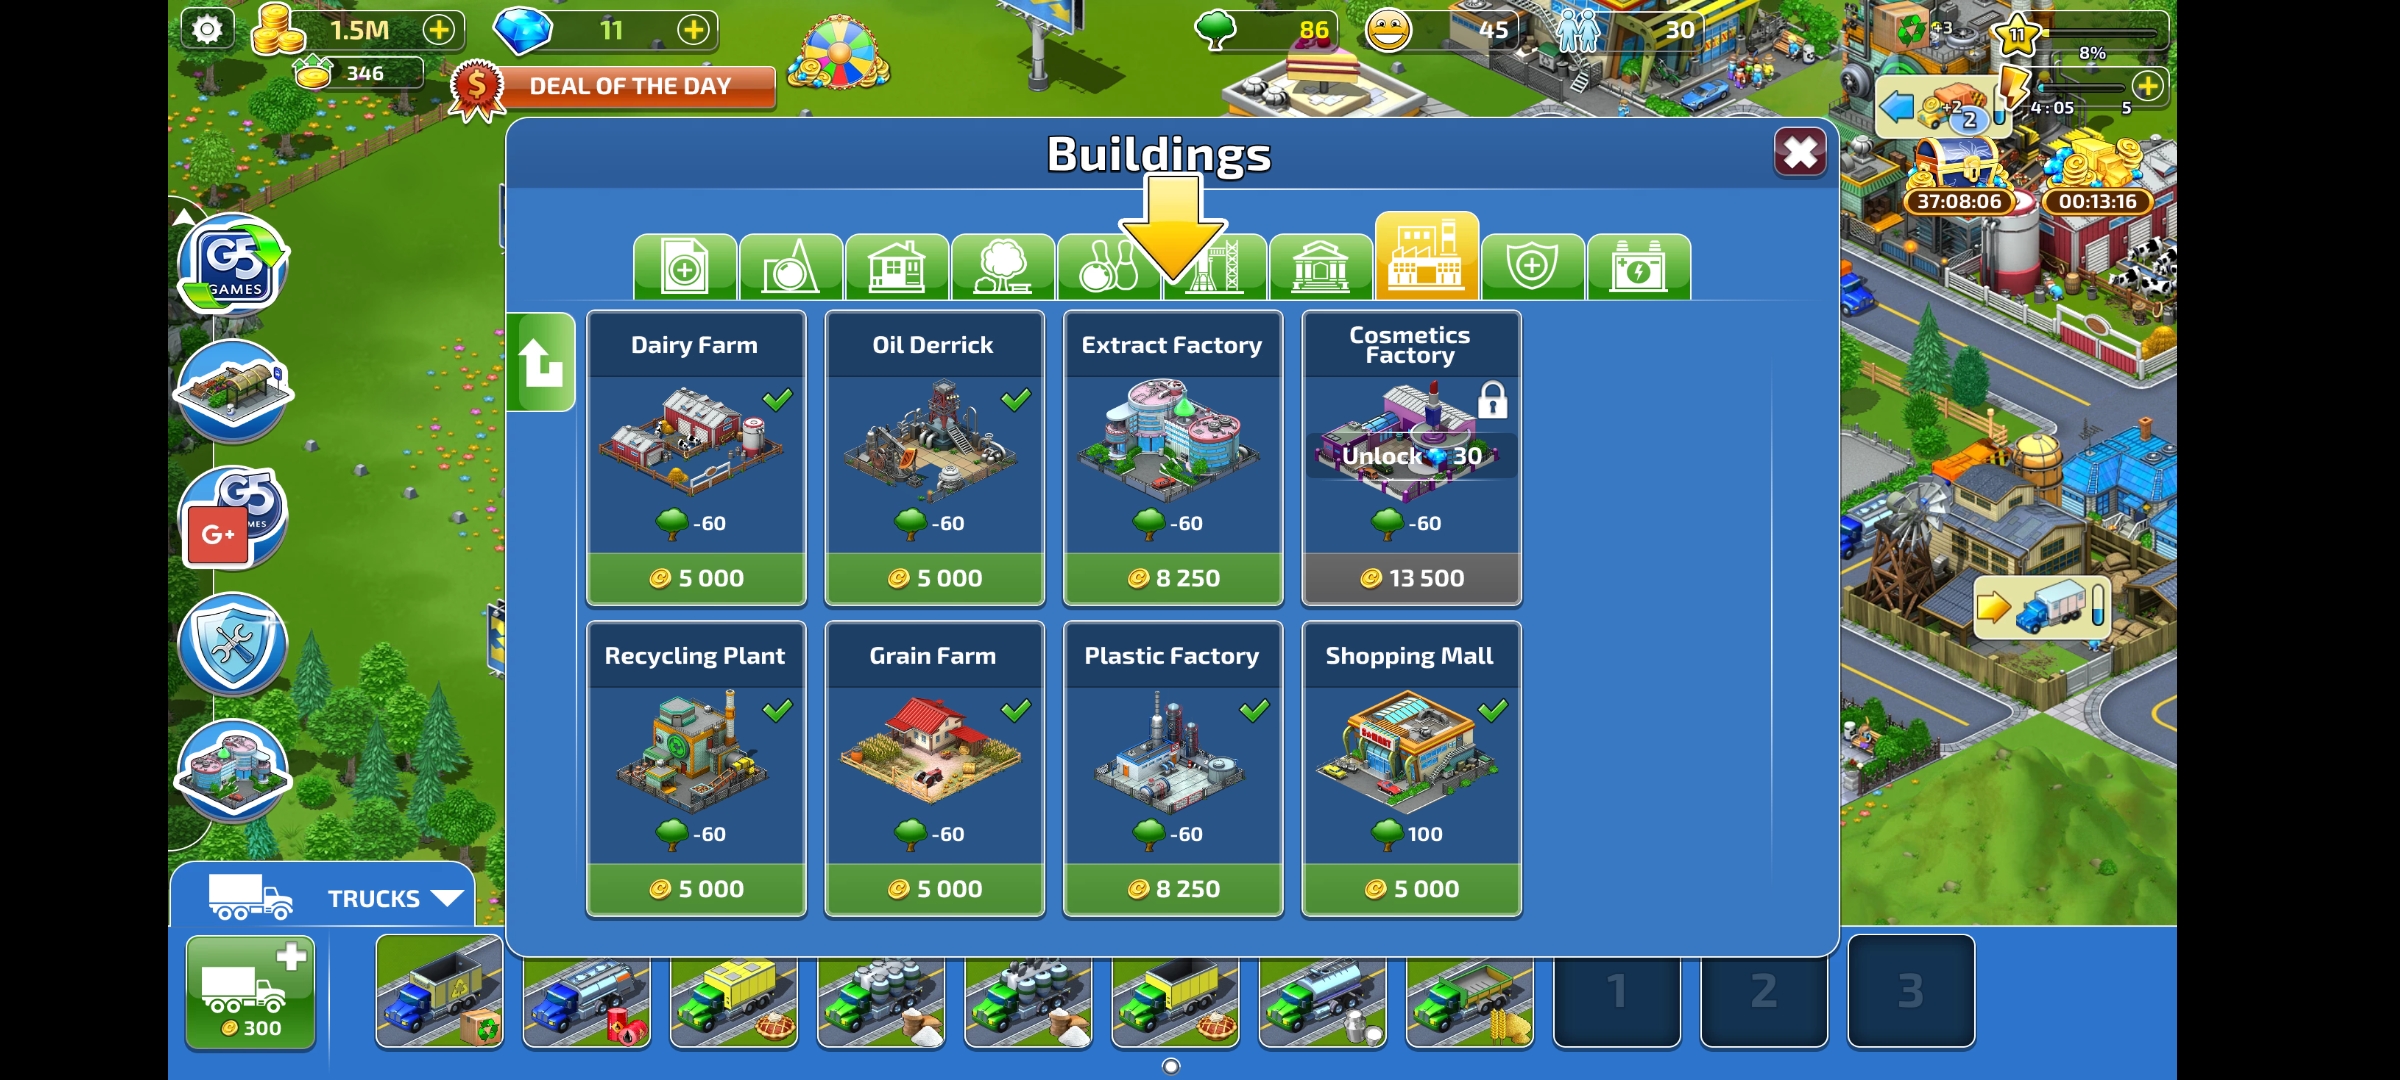 1.5M
11
86
45
30
+3
11
8%
346
DEAL OF THE DAY
+2
2
4:05
5
Buildings
37:08:06
00:13:16
G5
GAMES
Dairy Farm
Oil Derrick
Extract Factory
Cosmetics
Factory
Unlock 30
-60
-60
-60
-60
5 000
5 000
8 250
13 500
G5
G+
Recycling Plant
Grain Farm
Plastic Factory
Shopping Mall
-60
-60
-60
100
5 000
5 000
8 250
5 000
TRUCKS
300
1
2
3